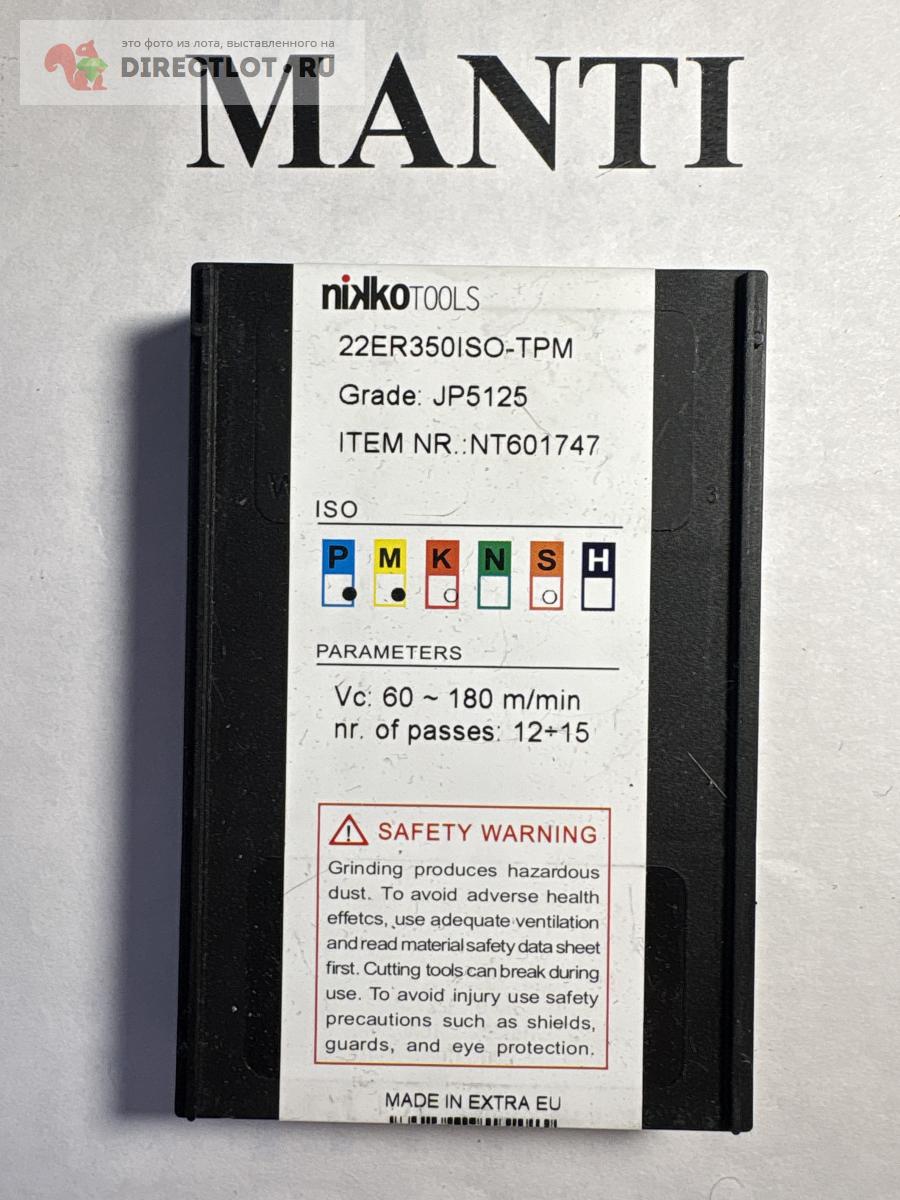 это фото из лота, выставленного на
DIRECTLOT.RU
MANTI
nikkoTOOLS
22ER350ISO-TPM
Grade: JP5125
ITEM NR.:NT601747
ISO
P M K N S H
PARAMETERS
Vc: 60 ~ 180 m/min
nr. of passes: 12÷15
SAFETY WARNING
Grinding produces hazardous
dust. To avoid adverse health
effetcs, use adequate ventilation
and read material safety data sheet
first. Cutting tools can break during
use. To avoid injury use safety
precautions such as shields,
guards, and eye protection.
MADE IN EXTRA EU